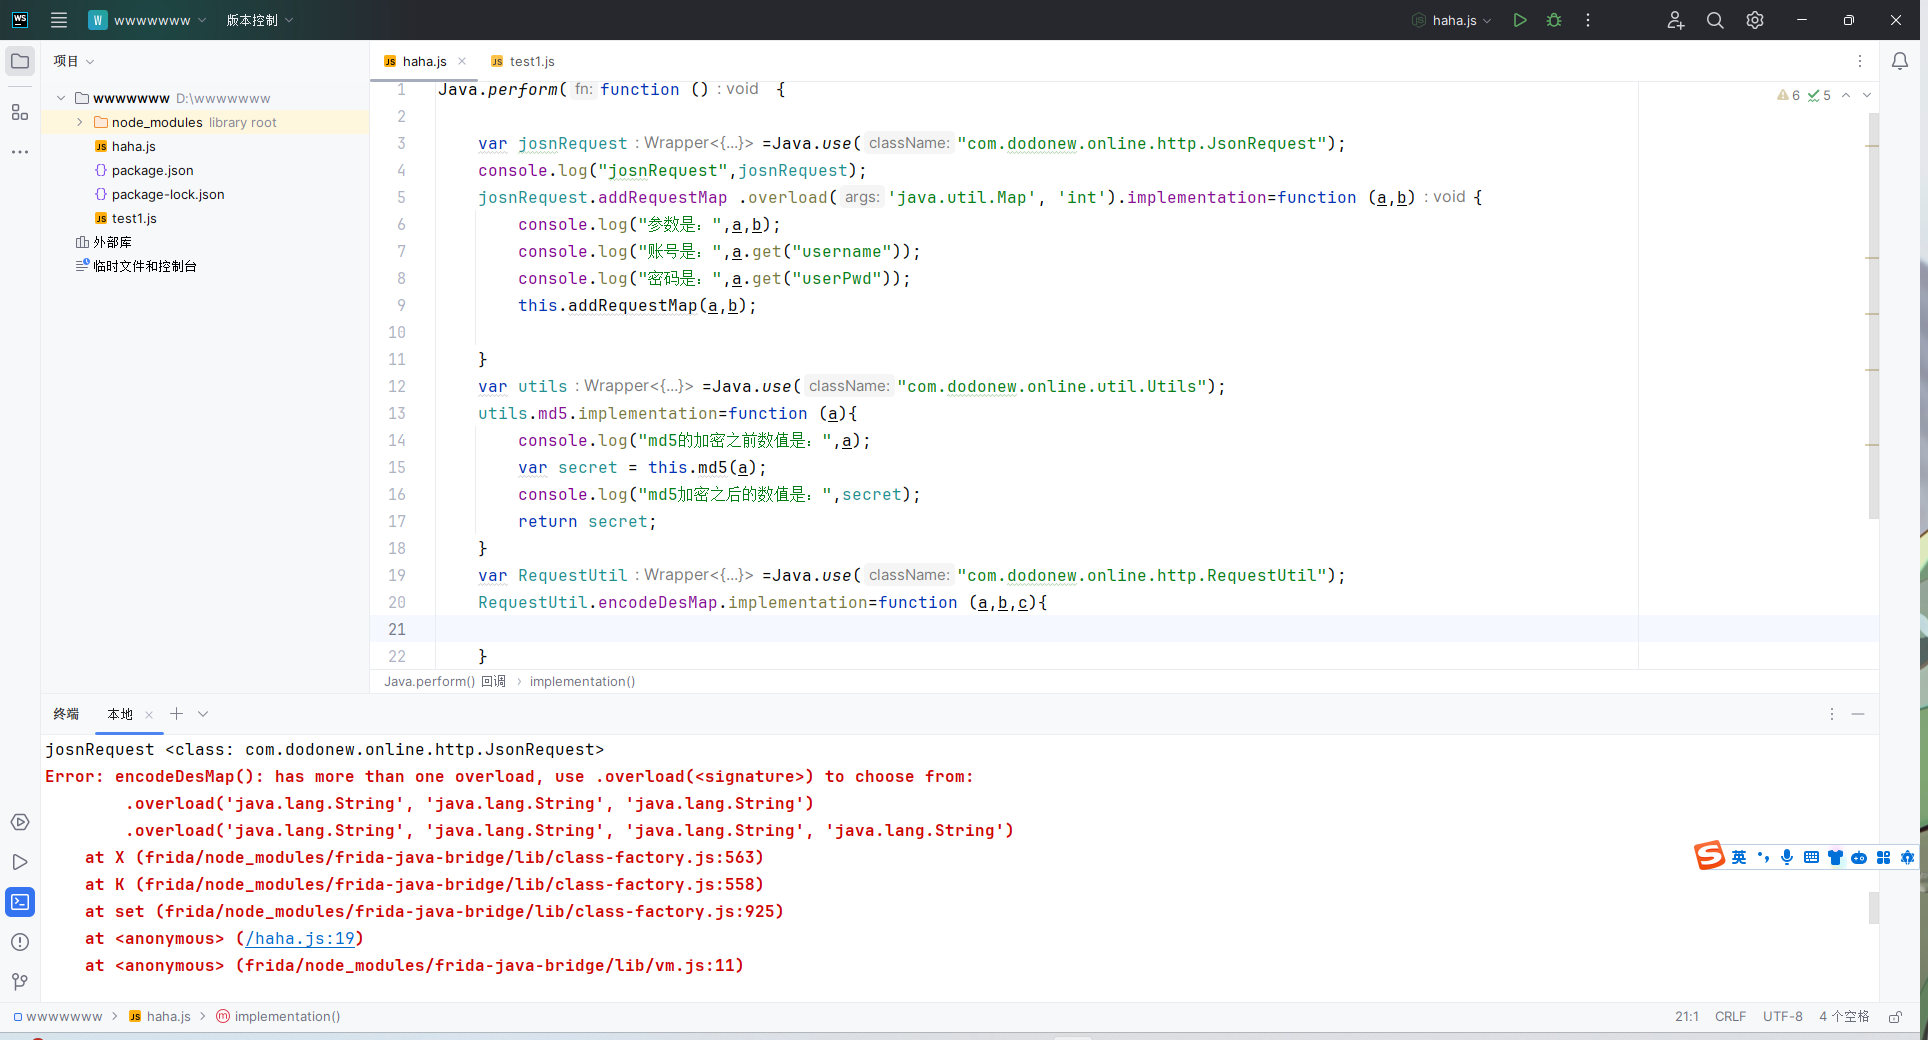 WS
W wwwwwww 版本控制 haha.js
项目
haha.js test1.js
wwwwwww D:\wwwwwww
node_modules library root
JS haha.js
{} package.json
{} package-lock.json
JS test1.js
外部库
临时文件和控制台
6 5
1 Java.perform( fn: function () : void {
2
3 var josnRequest : Wrapper<{...}> =Java.use( className: "com.dodonew.online.http.JsonRequest");
4 console.log("josnRequest",josnRequest);
5 josnRequest.addRequestMap .overload( args: 'java.util.Map', 'int').implementation=function (a,b) : void {
6 console.log("参数是：",a,b);
7 console.log("账号是：",a.get("username"));
8 console.log("密码是：",a.get("userPwd"));
9 this.addRequestMap(a,b);
10
11 }
12 var utils : Wrapper<{...}> =Java.use( className: "com.dodonew.online.util.Utils");
13 utils.md5.implementation=function (a){
14 console.log("md5的加密之前数值是：",a);
15 var secret = this.md5(a);
16 console.log("md5加密之后的数值是：",secret);
17 return secret;
18 }
19 var RequestUtil : Wrapper<{...}> =Java.use( className: "com.dodonew.online.http.RequestUtil");
20 RequestUtil.encodeDesMap.implementation=function (a,b,c){
21
22 }
Java.perform() 回调 › implementation()
终端 本地
josnRequest <class: com.dodonew.online.http.JsonRequest>
Error: encodeDesMap(): has more than one overload, use .overload(<signature>) to choose from:
.overload('java.lang.String', 'java.lang.String', 'java.lang.String')
.overload('java.lang.String', 'java.lang.String', 'java.lang.String', 'java.lang.String')
at X (frida/node_modules/frida-java-bridge/lib/class-factory.js:563)
at K (frida/node_modules/frida-java-bridge/lib/class-factory.js:558)
at set (frida/node_modules/frida-java-bridge/lib/class-factory.js:925)
at <anonymous> (/haha.js:19)
at <anonymous> (frida/node_modules/frida-java-bridge/lib/vm.js:11)
S 英
wwwwwww › JS haha.js › m implementation()
21:1 CRLF UTF-8 4 个空格